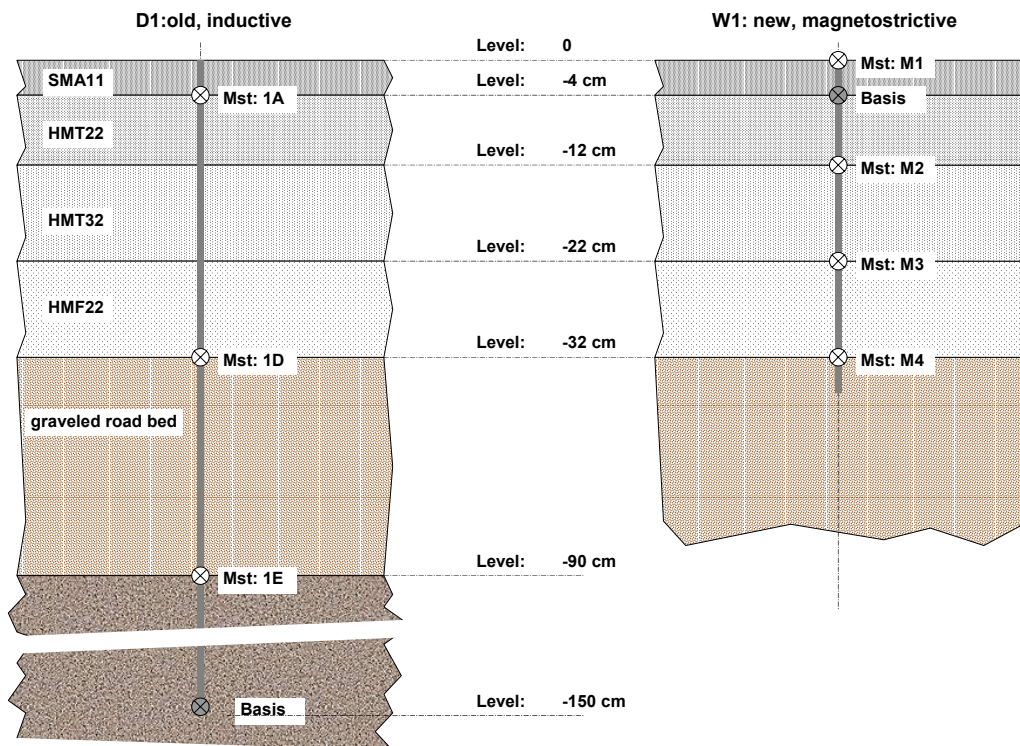 D1:old, inductive
W1: new, magnetostrictive
Level: 0
SMA11
Mst: M1
Level: -4 cm
Mst: 1A
Basis
HMT22
Level: -12 cm
Mst: M2
HMT32
Level: -22 cm
Mst: M3
HMF22
Level: -32 cm
Mst: 1D
Mst: M4
graveled road bed
Level: -90 cm
Mst: 1E
Level: -150 cm
Basis